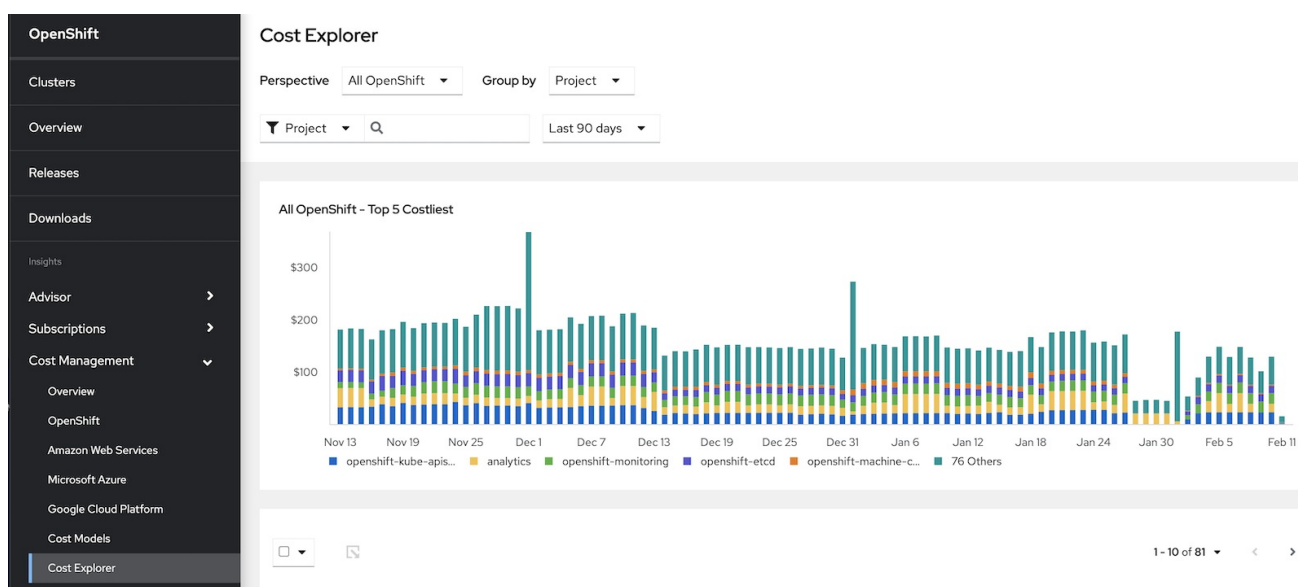 OpenShift
Clusters
Overview
Releases
Downloads
Insights
Advisor
Subscriptions
Cost Management
Overview
OpenShift
Amazon Web Services
Microsoft Azure
Google Cloud Platform
Cost Models
Cost Explorer
Cost Explorer
Perspective All OpenShift Group by Project
Project Last 90 days
All OpenShift - Top 5 Costliest
$300
$200
$100
Nov 13 Nov 19 Nov 25 Dec 1 Dec 7 Dec 13 Dec 19 Dec 25 Dec 31 Jan 6 Jan 12 Jan 18 Jan 24 Jan 30 Feb 5 Feb 11
openshift-kube-apis... analytics openshift-monitoring openshift-etcd openshift-machine-c... 76 Others
1 - 10 of 81